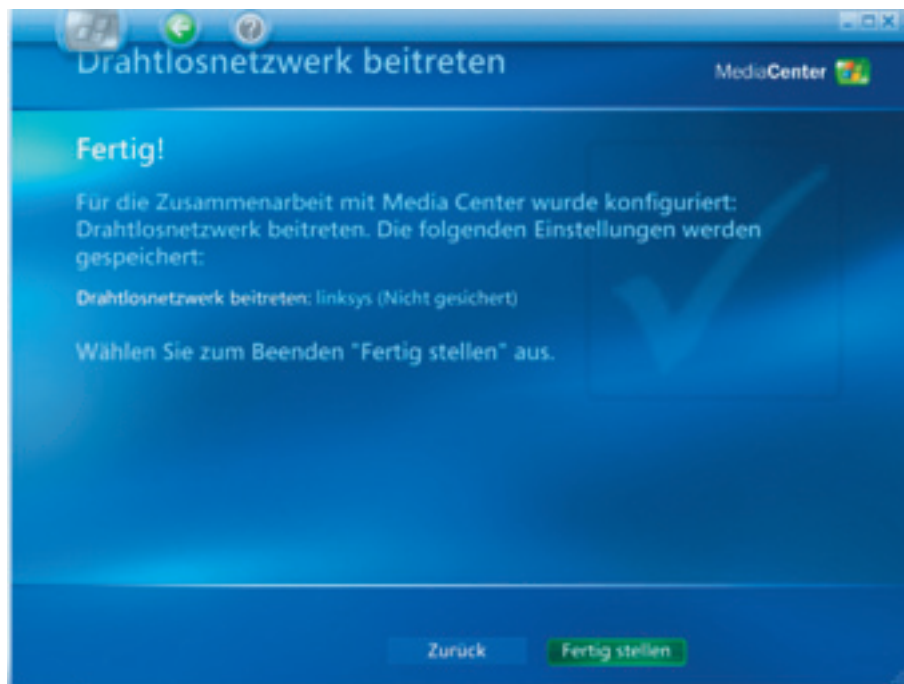 Drahtlosnetzwerk beitreten
MediaCenter
Fertig!
Für die Zusammenarbeit mit Media Center wurde konfiguriert:
Drahtlosnetzwerk beitreten. Die folgenden Einstellungen werden
gespeichert:
Drahtlosnetzwerk beitreten: linksys (Nicht gesichert)
Wählen Sie zum Beenden "Fertig stellen" aus.
Zurück
Fertig stellen